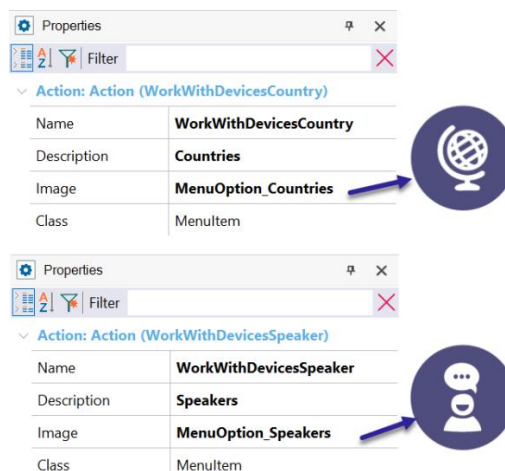 Properties
Filter
Action: Action (WorkWithDevicesCountry)
Name WorkWithDevicesCountry
Description Countries
Image MenuOption_Countries
Class MenuItem
Properties
Filter
Action: Action (WorkWithDevicesSpeaker)
Name WorkWithDevicesSpeaker
Description Speakers
Image MenuOption_Speakers
Class MenuItem